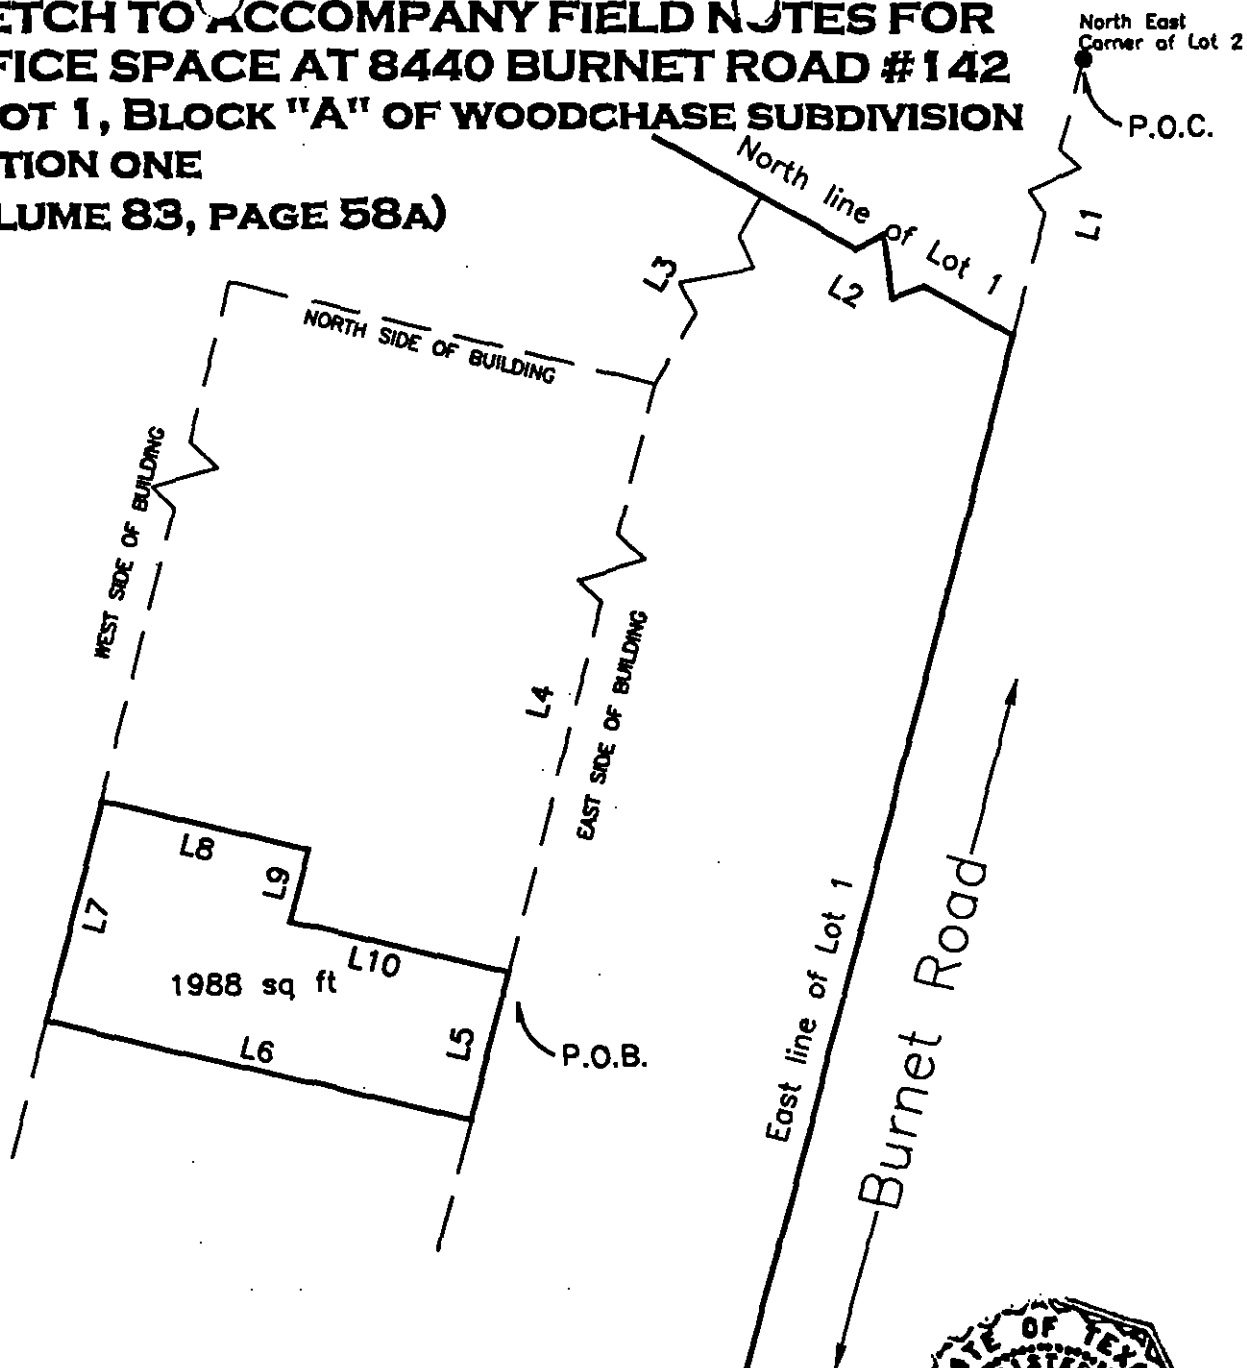 ETCH TO ACCOMPANY FIELD NOTES FOR
FICE SPACE AT 8440 BURNET ROAD #142
OT 1, BLOCK "A" OF WOODCHASE SUBDIVISION
TION ONE
LUME 83, PAGE 58A)
North East
Corner of Lot 2
P.O.C.
North line of Lot 1
L1
L2
L3
NORTH SIDE OF BUILDING
WEST SIDE OF BUILDING
L4
EAST SIDE OF BUILDING
L8
L9
L7
L10
1988 sq ft
L5
L6
P.O.B.
East line of Lot 1
Burnet Road
OF TEX